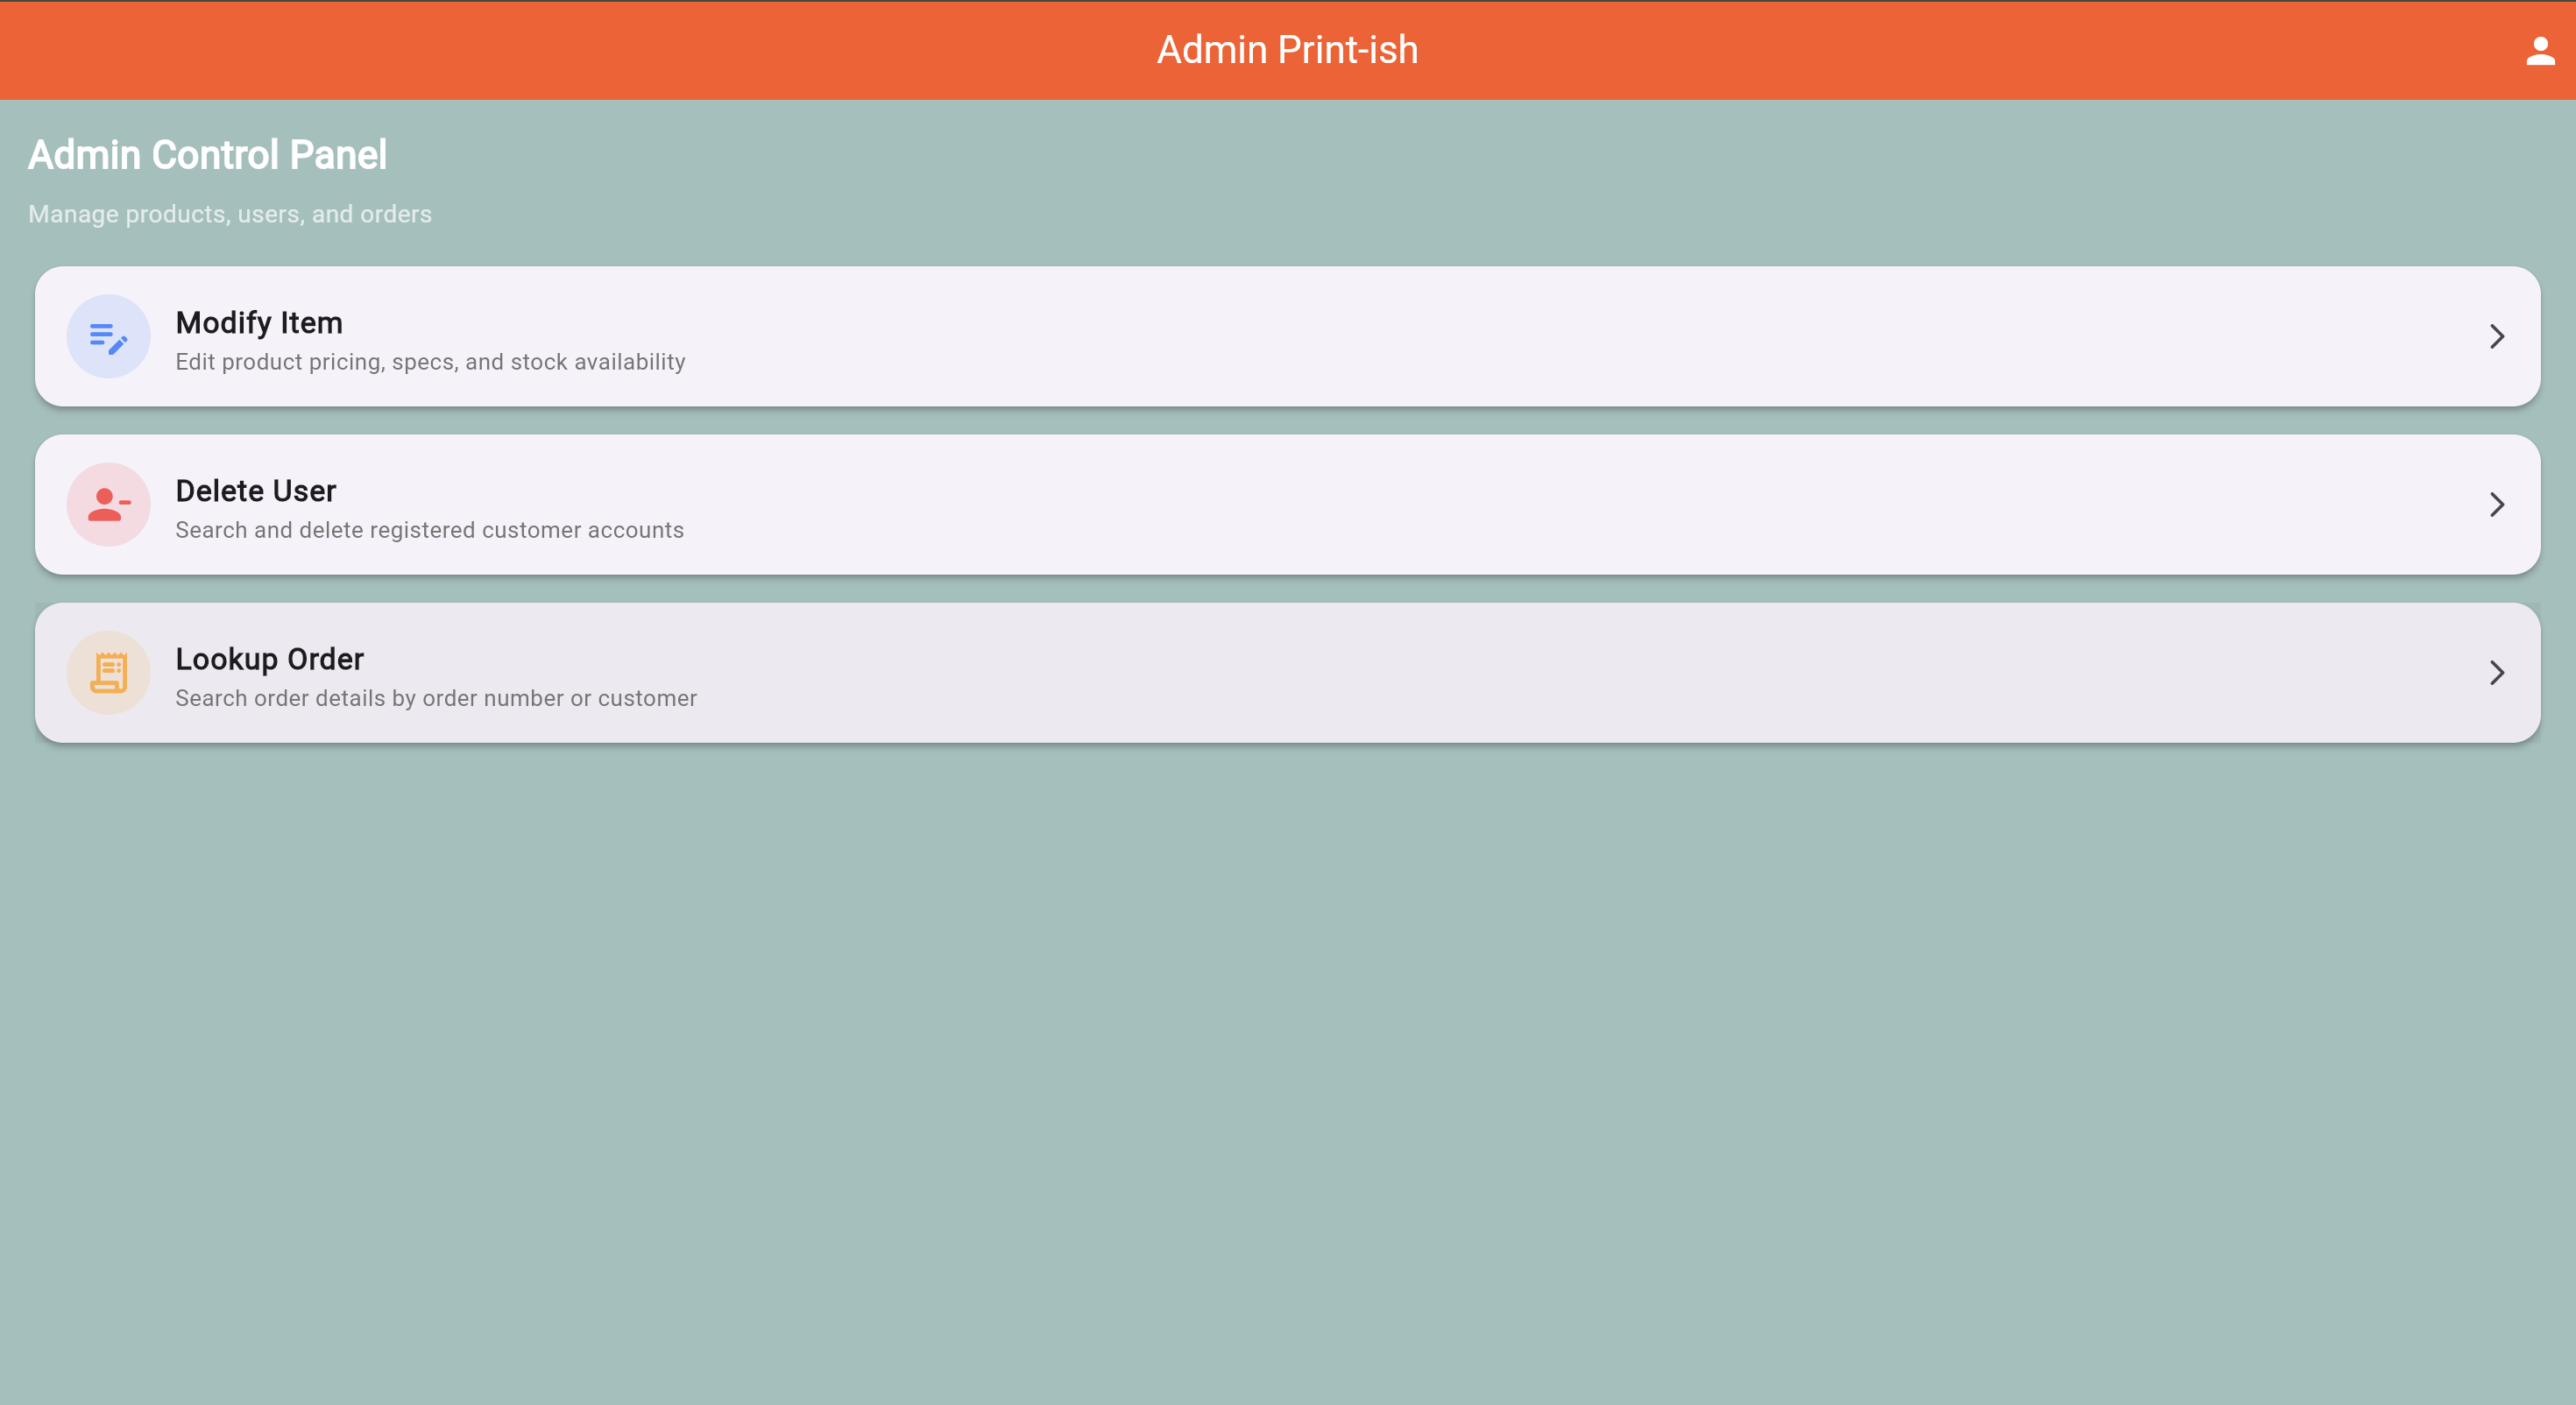 Admin Print-ish
Admin Control Panel
Manage products, users, and orders
Modify Item
Edit product pricing, specs, and stock availability
Delete User
Search and delete registered customer accounts
Lookup Order
Search order details by order number or customer